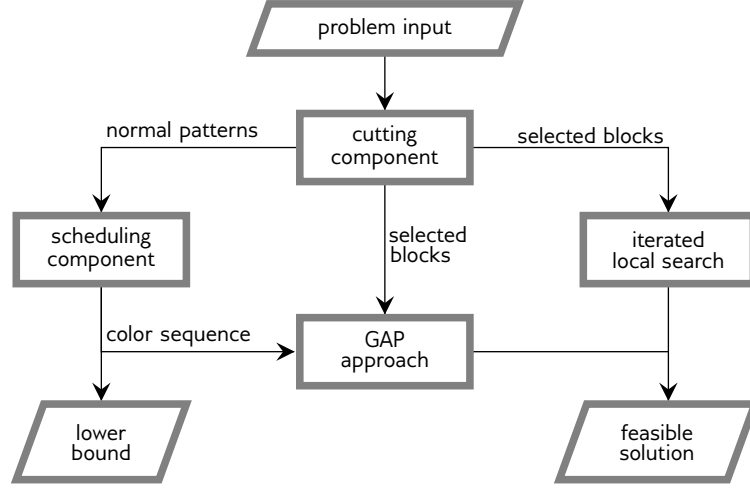 problem input
normal patterns
cutting
component
selected blocks
scheduling
component
selected
blocks
iterated
local search
color sequence
GAP
approach
lower
bound
feasible
solution